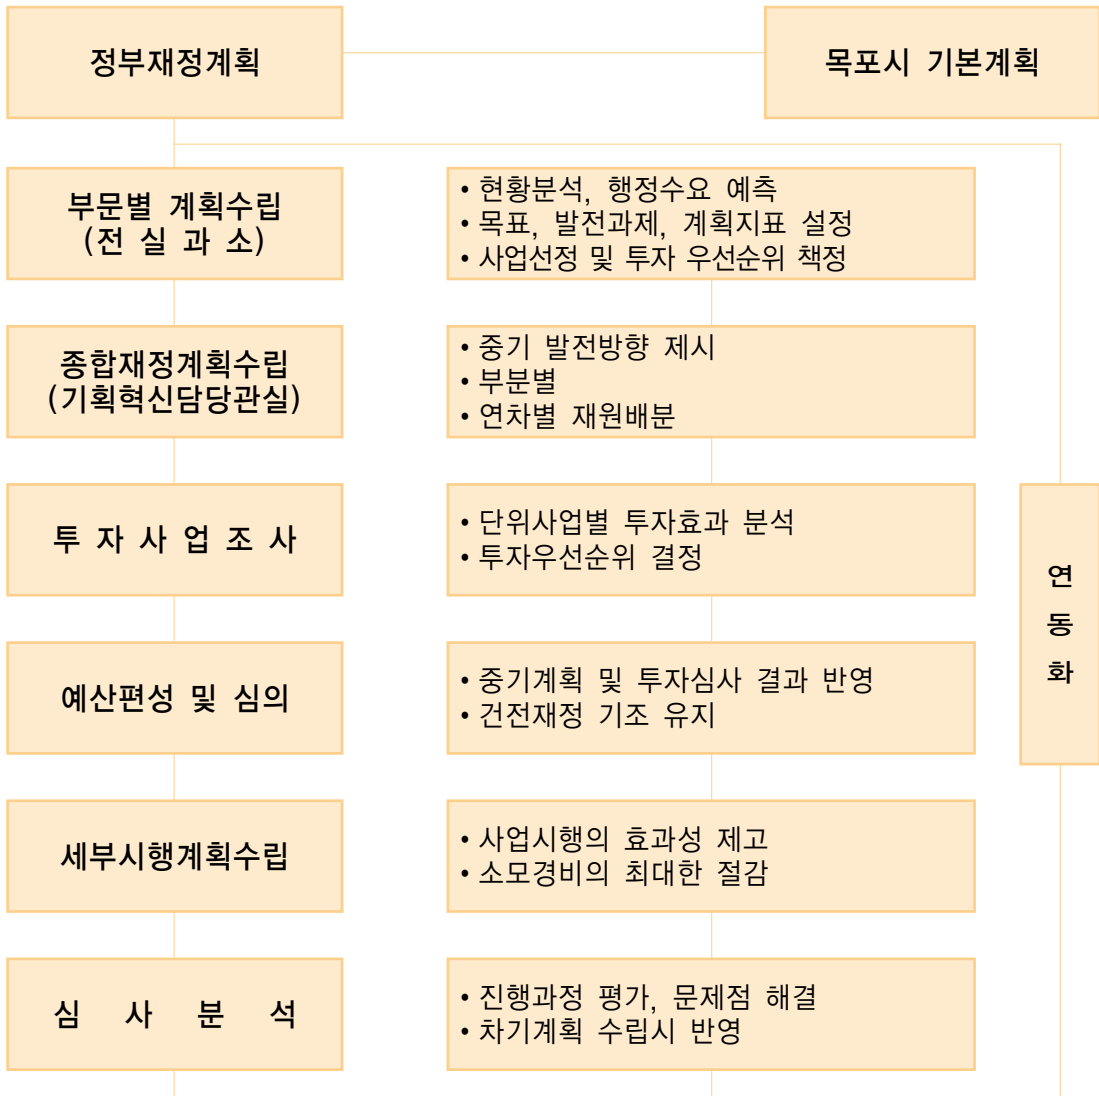 정부재정계획
목포시 기본계획
부문별 계획수립
(전 실 과 소)
• 현황분석, 행정수요 예측
• 목표, 발전과제, 계획지표 설정
• 사업선정 및 투자 우선순위 책정
종합재정계획수립
(기획혁신담당관실)
• 중기 발전방향 제시
• 부분별
• 연차별 재원배분
투 자 사 업 조 사
• 단위사업별 투자효과 분석
• 투자우선순위 결정
연
동
화
예산편성 및 심의
• 중기계획 및 투자심사 결과 반영
• 건전재정 기조 유지
세부시행계획수립
• 사업시행의 효과성 제고
• 소모경비의 최대한 절감
심 사 분 석
• 진행과정 평가, 문제점 해결
• 차기계획 수립시 반영